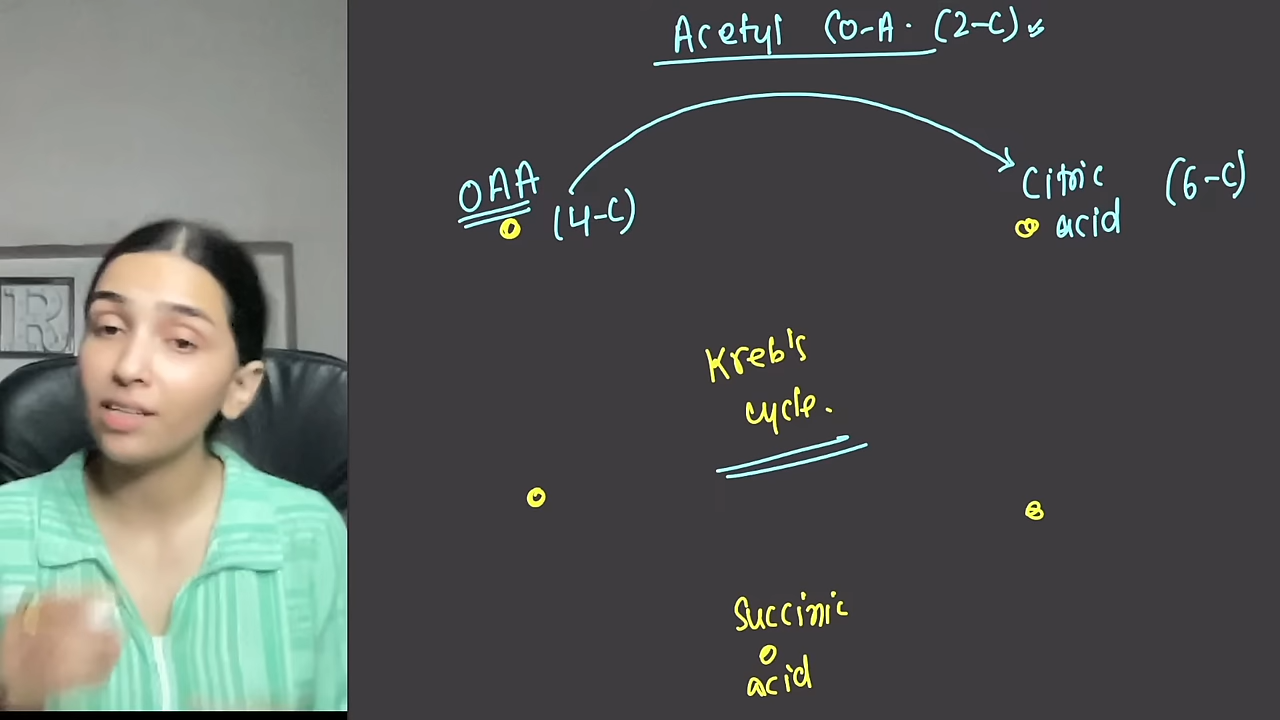 Acetyl CO-A. (2-C)
OAA
(4-C)
Citric (6-C)
acid
Kreb's
cycle.
Succinic
acid
R